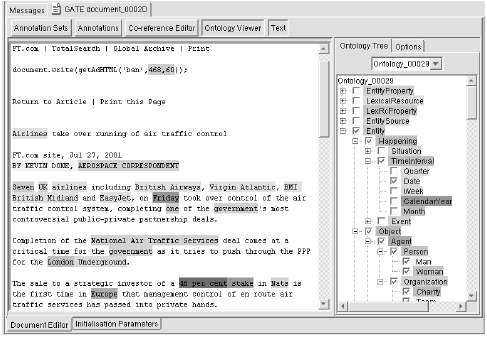 Messages GATE document_0002D
Annotation Sets Annotations Co-reference Editor Ontology Viewer Text
FT.com | TotalSearch | Global Archive | Print
document.write(getAdHTML('ban',468,60));
Return to Article | Print this Page
Airlines take over running of air traffic control
FT.com site, Jul 27, 2001
BY KEVIN DONE, AEROSPACE CORRESPONDENT
Seven UK airlines including British Airways, Virgin Atlantic, BMI
British Midland and EasyJet, on Friday took over control of the air
traffic control system, completing one of the government's most
controversial public-private partnership deals.
Completion of the National Air Traffic Services deal comes at a
critical time for the government as it tries to push through the PPP
for the London Underground.
The sale to a strategic investor of a 46 per cent stake in Nats is
the first time in Europe that management control of en route air
traffic services has passed into private hands.
Ontology Tree Options
Ontology_00029
Ontology_00029
EntityProperty
LexicalResource
LexRcProperty
EntitySource
Entity
Happening
Situation
TimeInterval
Quarter
Date
Week
CalendarYear
Month
Event
Object
Agent
Person
Man
Woman
Organization
Charity
Team
Document Editor Initialisation Parameters